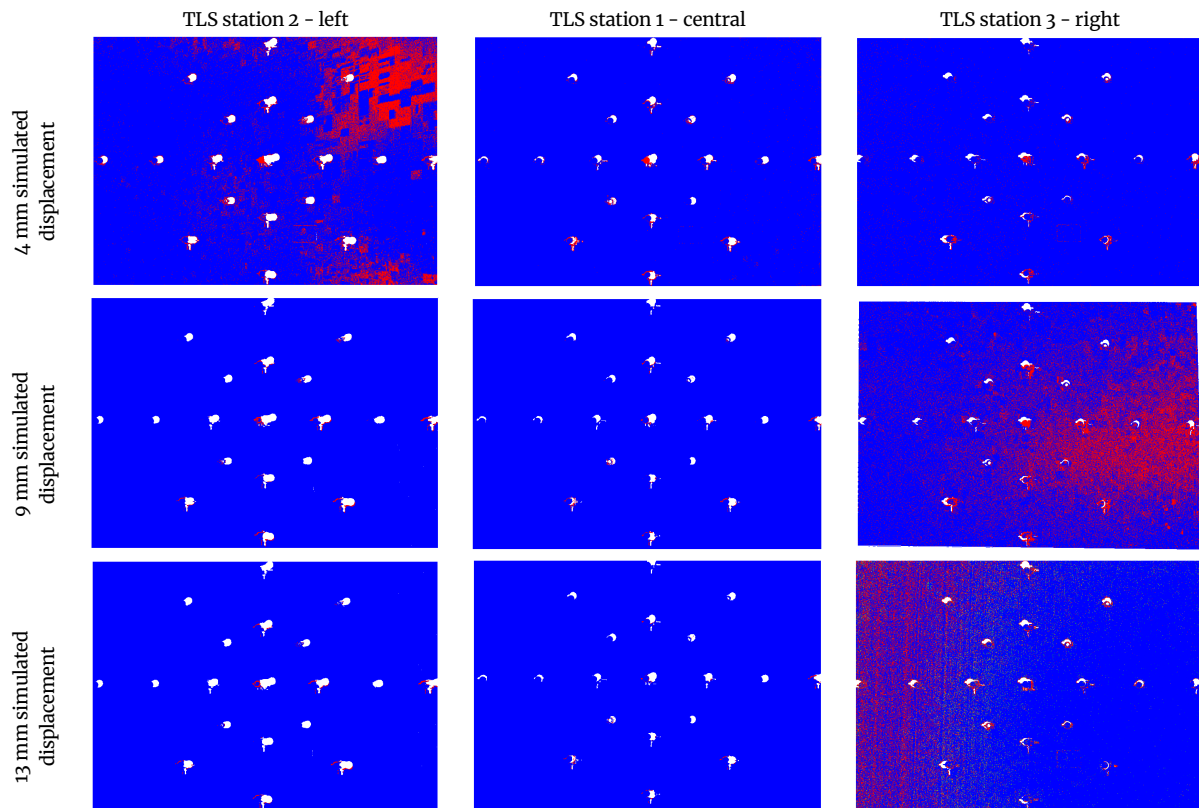 TLS station 2 - left
TLS station 1 - central
TLS station 3 - right
4 mm simulated
displacement
9 mm simulated
displacement
13 mm simulated
displacement